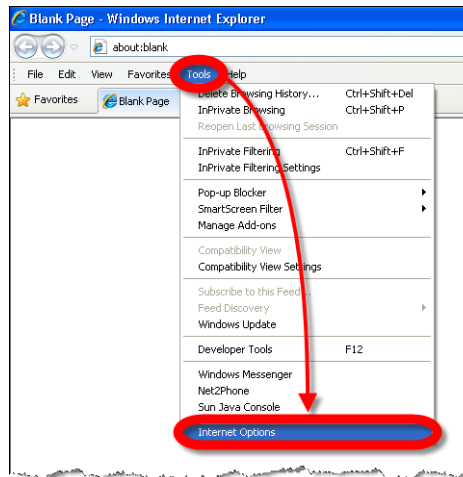 Blank Page - Windows Internet Explorer
about:blank
File Edit View Favorites Tools Help
Favorites Blank Page
Delete Browsing History... Ctrl+Shift+Del
InPrivate Browsing Ctrl+Shift+P
Reopen Last Browsing Session
InPrivate Filtering Ctrl+Shift+F
InPrivate Filtering Settings
Pop-up Blocker
SmartScreen Filter
Manage Add-ons
Compatibility View
Compatibility View Settings
Subscribe to this Feed...
Feed Discovery
Windows Update
Developer Tools F12
Windows Messenger
Net2Phone
Sun Java Console
Internet Options